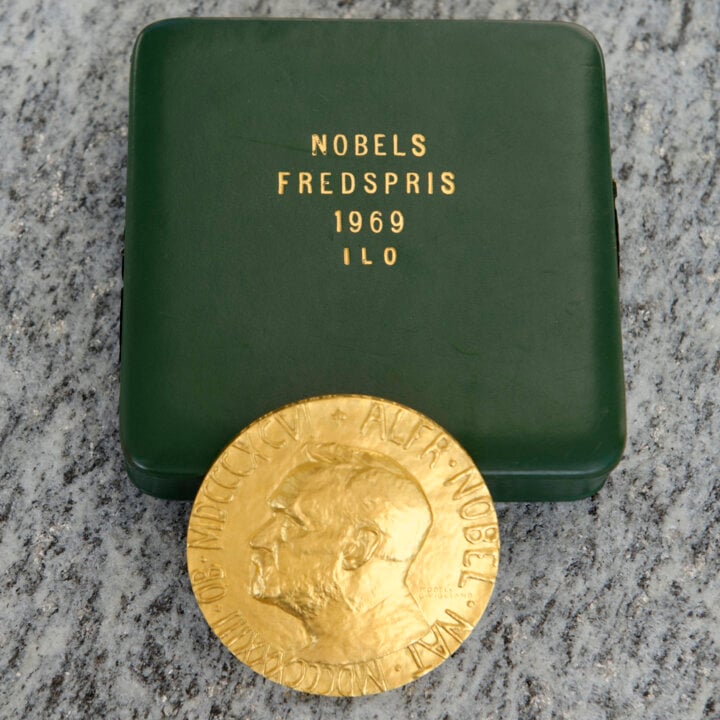 NOBELS
FREDSPRIS
1969
ILO
ALFR· NOBEL· NAT· MDCCCXXXIII· OB· MDCCCXCVI